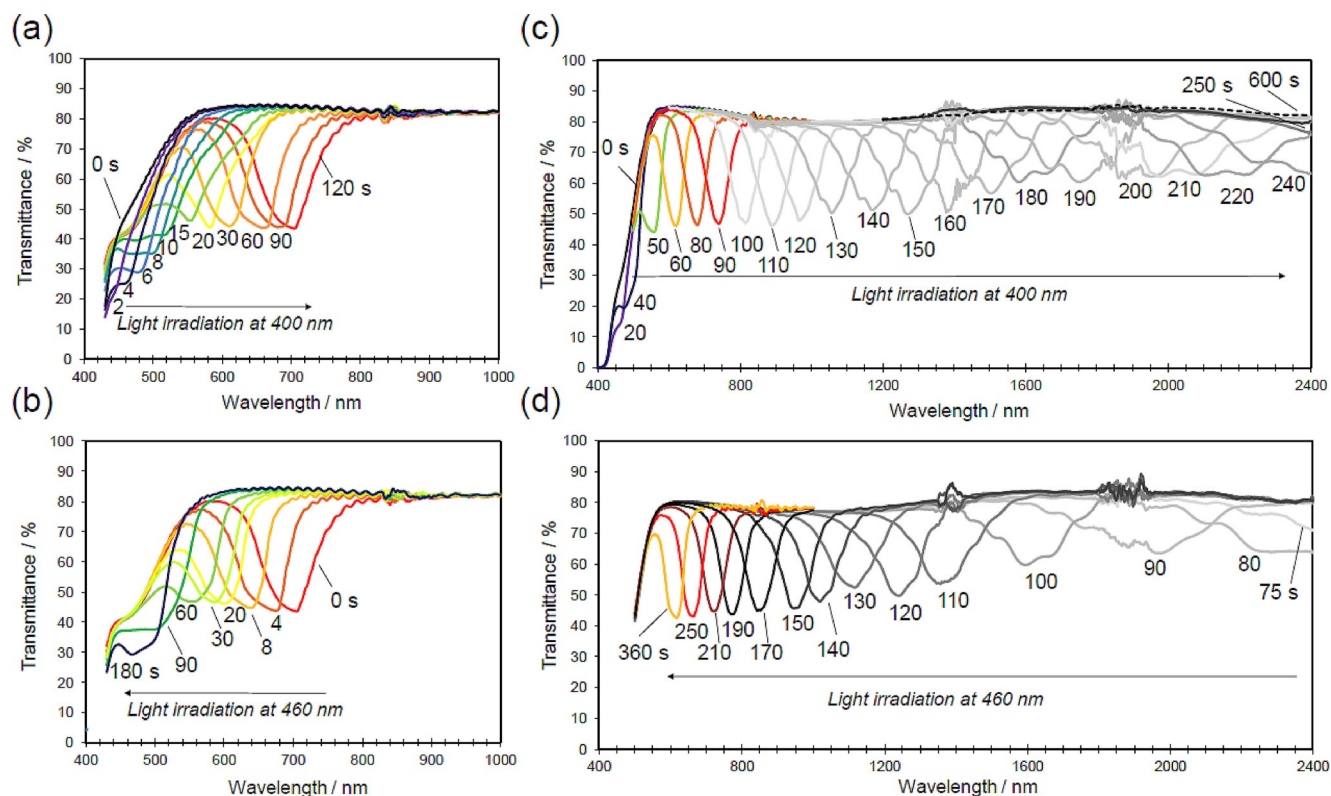 (a)
100
90
80
70
60
50
40
30
20
10
0
Transmittance / %
0 s
120 s
2 4 6 8 10 15 20 30 60 90
Light irradiation at 400 nm
400 500 600 700 800 900 1000
Wavelength / nm
(c)
100
90
80
70
60
50
40
30
20
10
0
Transmittance / %
0 s
250 s
600 s
20 40 50 60 80 90 100 110 120 130 140 150 160 170 180 190 200 210 220 240
Light irradiation at 400 nm
400 800 1200 1600 2000 2400
Wavelength / nm
(b)
100
90
80
70
60
50
40
30
20
10
0
Transmittance / %
0 s
180 s
90 60 30 20 8 4
Light irradiation at 460 nm
400 500 600 700 800 900 1000
Wavelength / nm
(d)
100
90
80
70
60
50
40
30
20
10
0
Transmittance / %
360 s
250 210 190 170 150 140 130 120 110 100 90 80
75 s
Light irradiation at 460 nm
400 800 1200 1600 2000 2400
Wavelength / nm